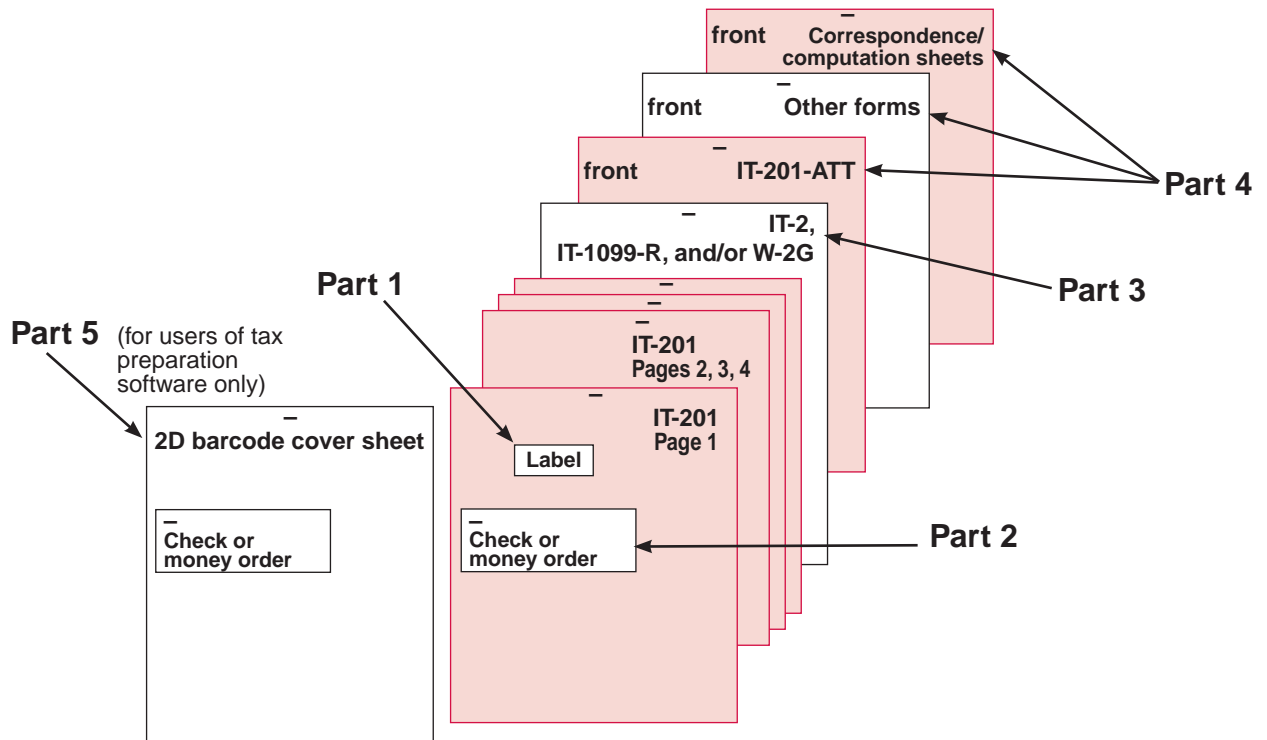 front
Correspondence/
computation sheets
front
Other forms
front
IT-201-ATT
Part 4
IT-2,
IT-1099-R, and/or W-2G
Part 3
Part 1
Part 5 (for users of tax
preparation
software only)
IT-201
Pages 2, 3, 4
IT-201
Page 1
2D barcode cover sheet
Label
Check or
money order
Check or
money order
Part 2